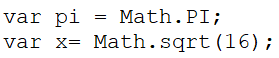 var pi = Math.PI;
var x= Math.sqrt(16);